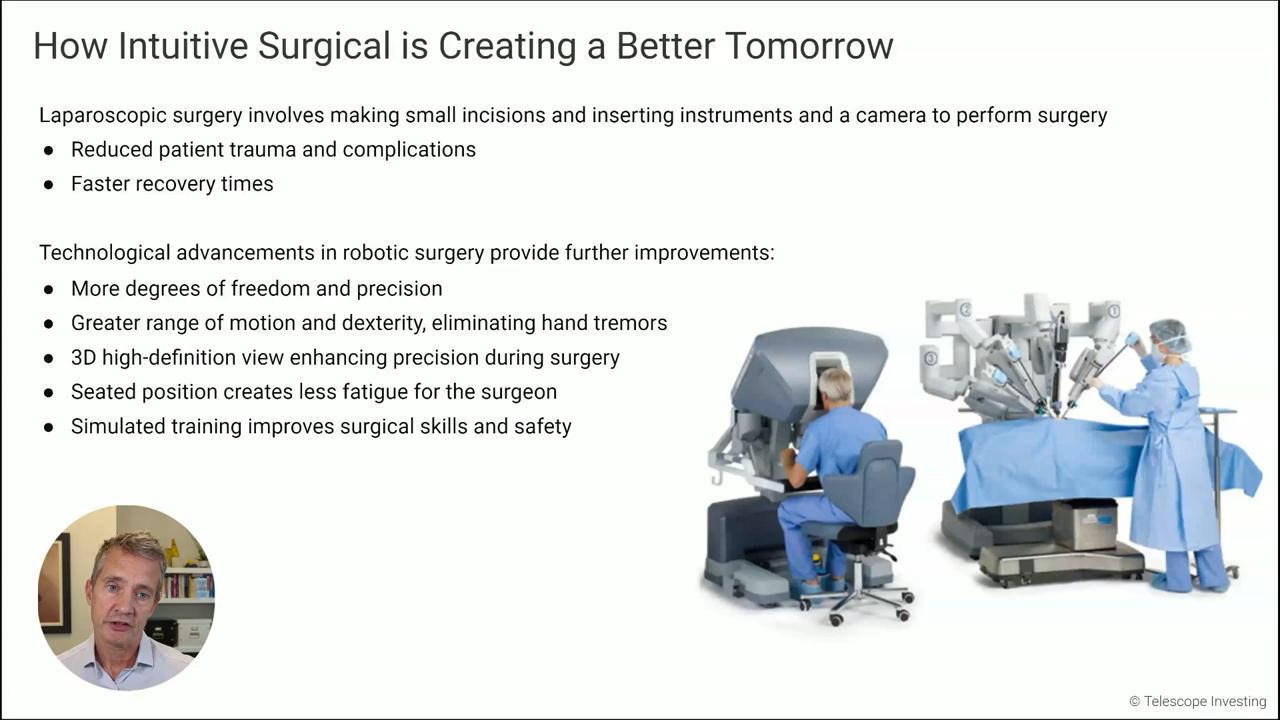 How Intuitive Surgical is Creating a Better Tomorrow
Laparoscopic surgery involves making small incisions and inserting instruments and a camera to perform surgery
● Reduced patient trauma and complications
● Faster recovery times
Technological advancements in robotic surgery provide further improvements:
● More degrees of freedom and precision
● Greater range of motion and dexterity, eliminating hand tremors
● 3D high-definition view enhancing precision during surgery
● Seated position creates less fatigue for the surgeon
● Simulated training improves surgical skills and safety
2
1
3
© Telescope Investing